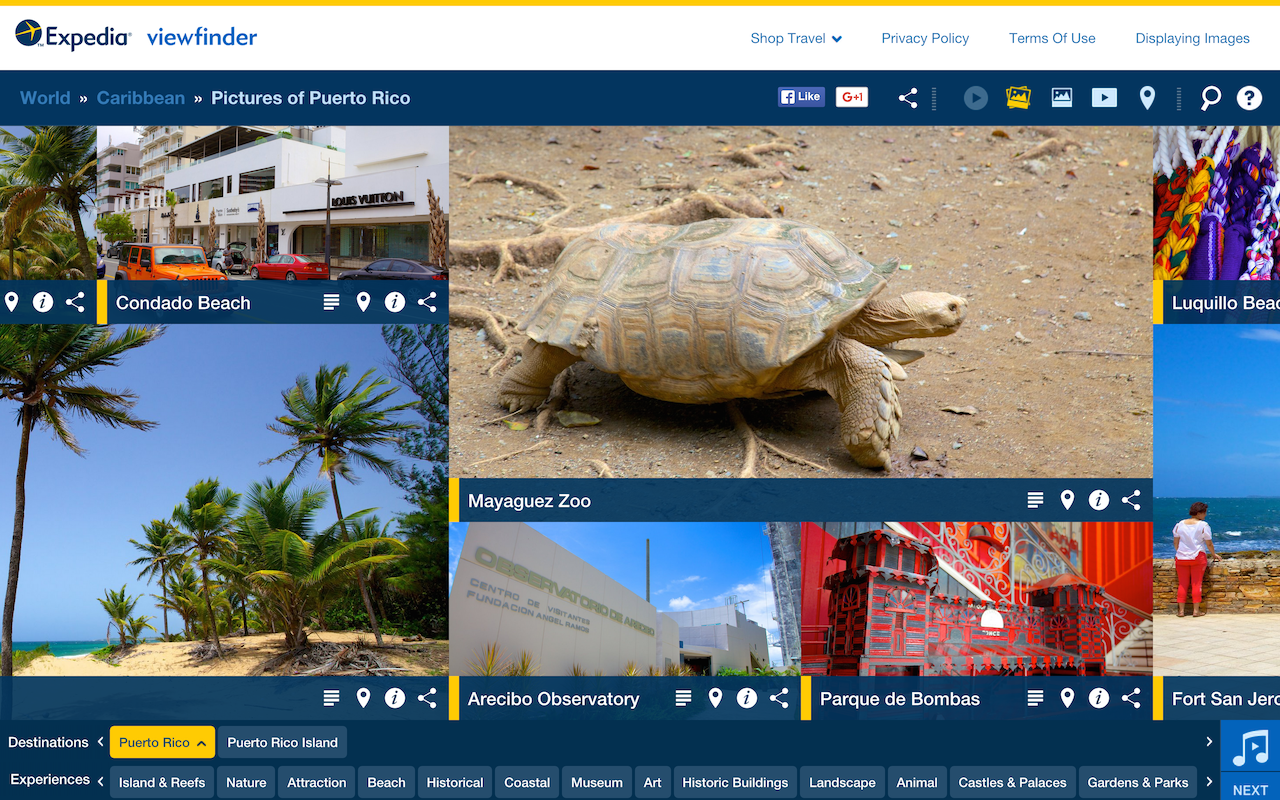 Expedia viewfinder
Shop Travel Privacy Policy Terms Of Use Displaying Images
World » Caribbean » Pictures of Puerto Rico
Like G+1
LOUIS VUITTON
Condado Beach
Luquillo Beac
Mayaguez Zoo
OBSERVATORIO DE ARECIBO
CENTRO DE VISITANTES
FUNDACION ANGEL RAMOS
Arecibo Observatory
Parque de Bombas
Fort San Jero
Destinations Puerto Rico Puerto Rico Island
Experiences Island & Reefs Nature Attraction Beach Historical Coastal Museum Art Historic Buildings Landscape Animal Castles & Palaces Gardens & Parks
NEXT